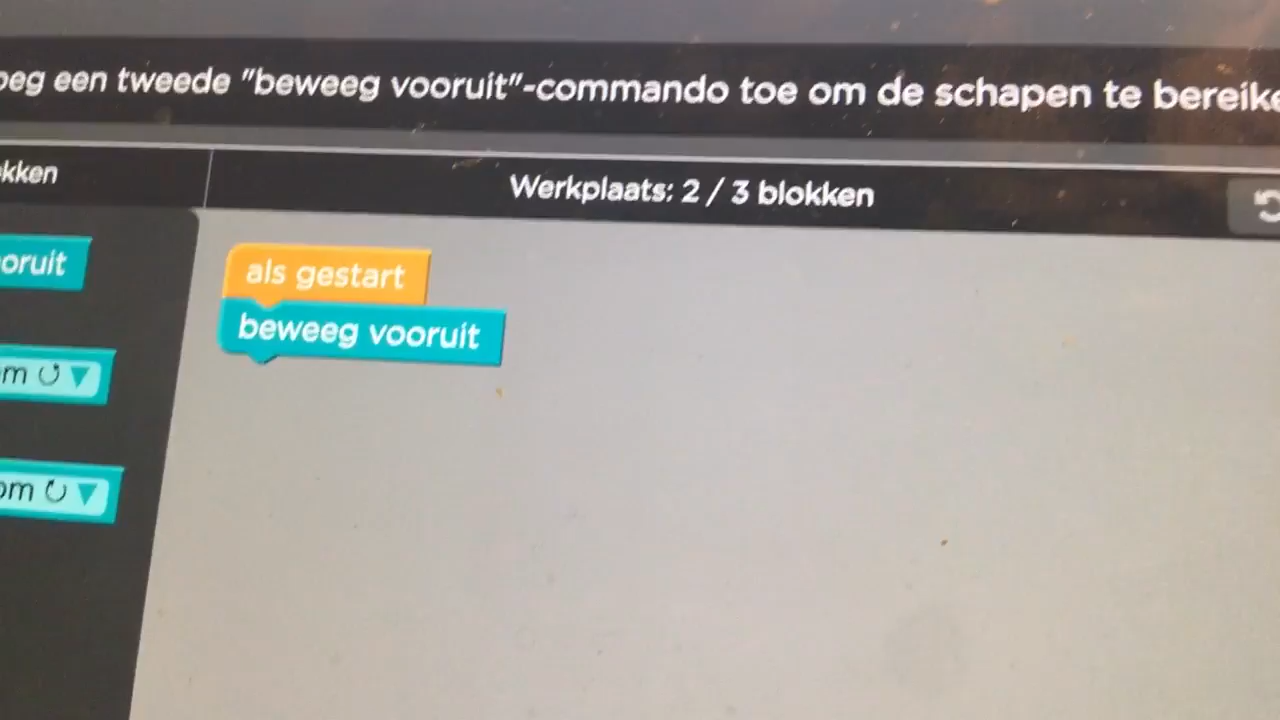 een tweede "beweeg vooruit"-commando toe om de schapen te
Werkplaats: 2 / 3 blokken
als gestart
beweeg vooruit